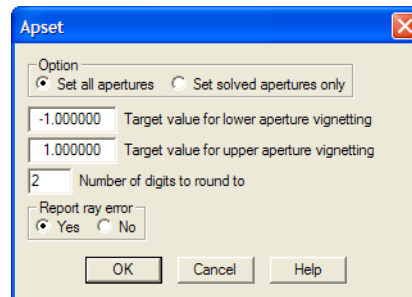 Apset
Option
Set all apertures Set solved apertures only
-1.000000 Target value for lower aperture vignetting
1.000000 Target value for upper aperture vignetting
2 Number of digits to round to
Report ray error
Yes No
OK Cancel Help